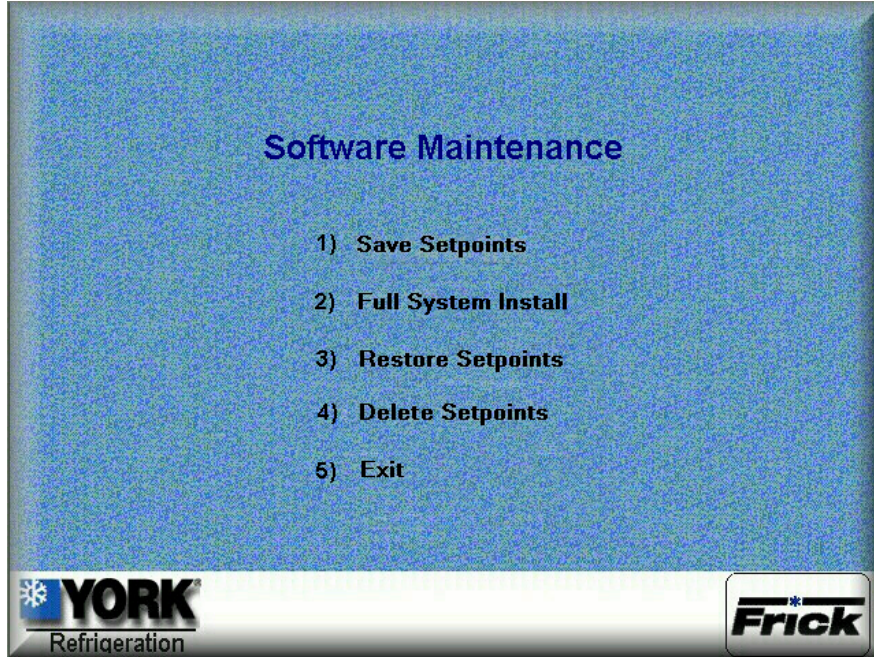 Software Maintenance
1) Save Setpoints
2) Full System Install
3) Restore Setpoints
4) Delete Setpoints
5) Exit
YORK®
Refrigeration
Frick